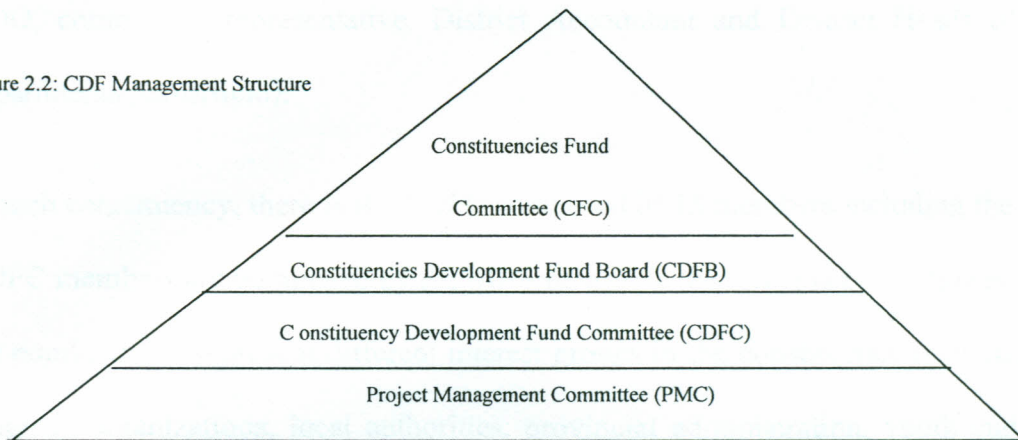 ure 2.2: CDF Management Structure
Constituencies Fund
Committee (CFC)
Constituencies Development Fund Board (CDFB)
C onstituency Development Fund Committee (CDFC)
Project Management Committee (PMC)